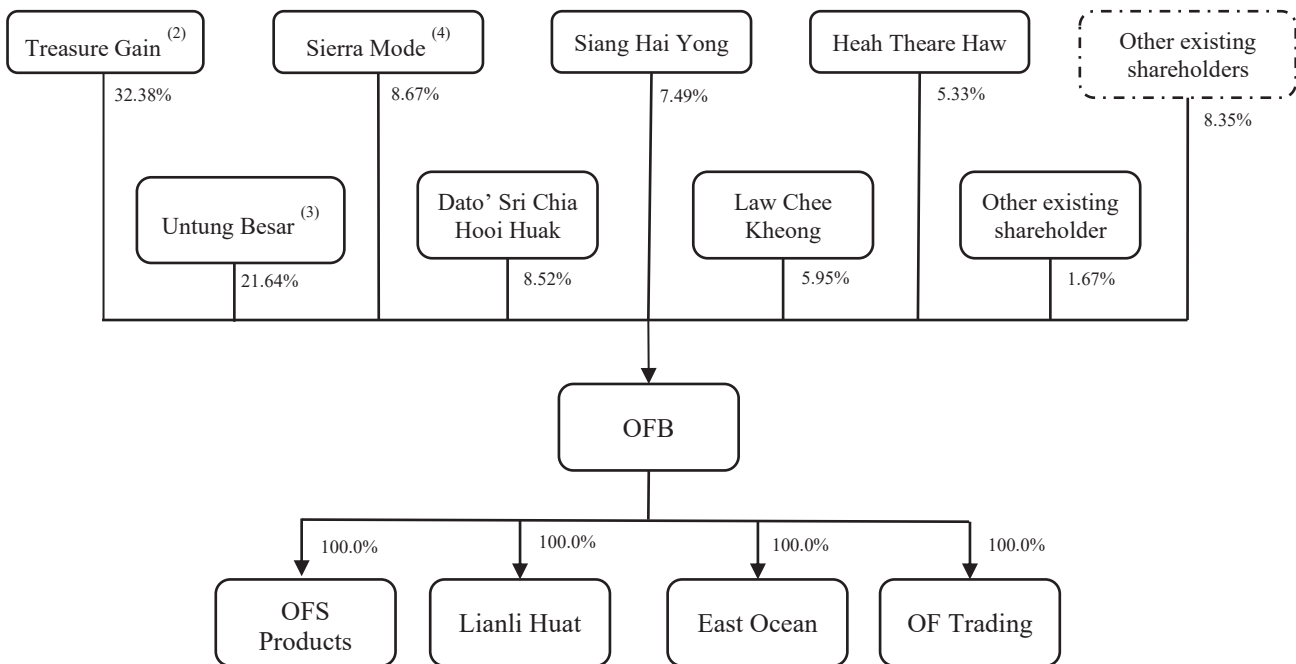 Treasure Gain (2)
Sierra Mode (4)
Siang Hai Yong
Heah Theare Haw
Other existing
shareholders
32.38%
8.67%
7.49%
5.33%
8.35%
Untung Besar (3)
Dato’ Sri Chia
Hooi Huak
Law Chee
Kheong
Other existing
shareholder
21.64%
8.52%
5.95%
1.67%
OFB
100.0%
100.0%
100.0%
100.0%
OFS
Products
Lianli Huat
East Ocean
OF Trading